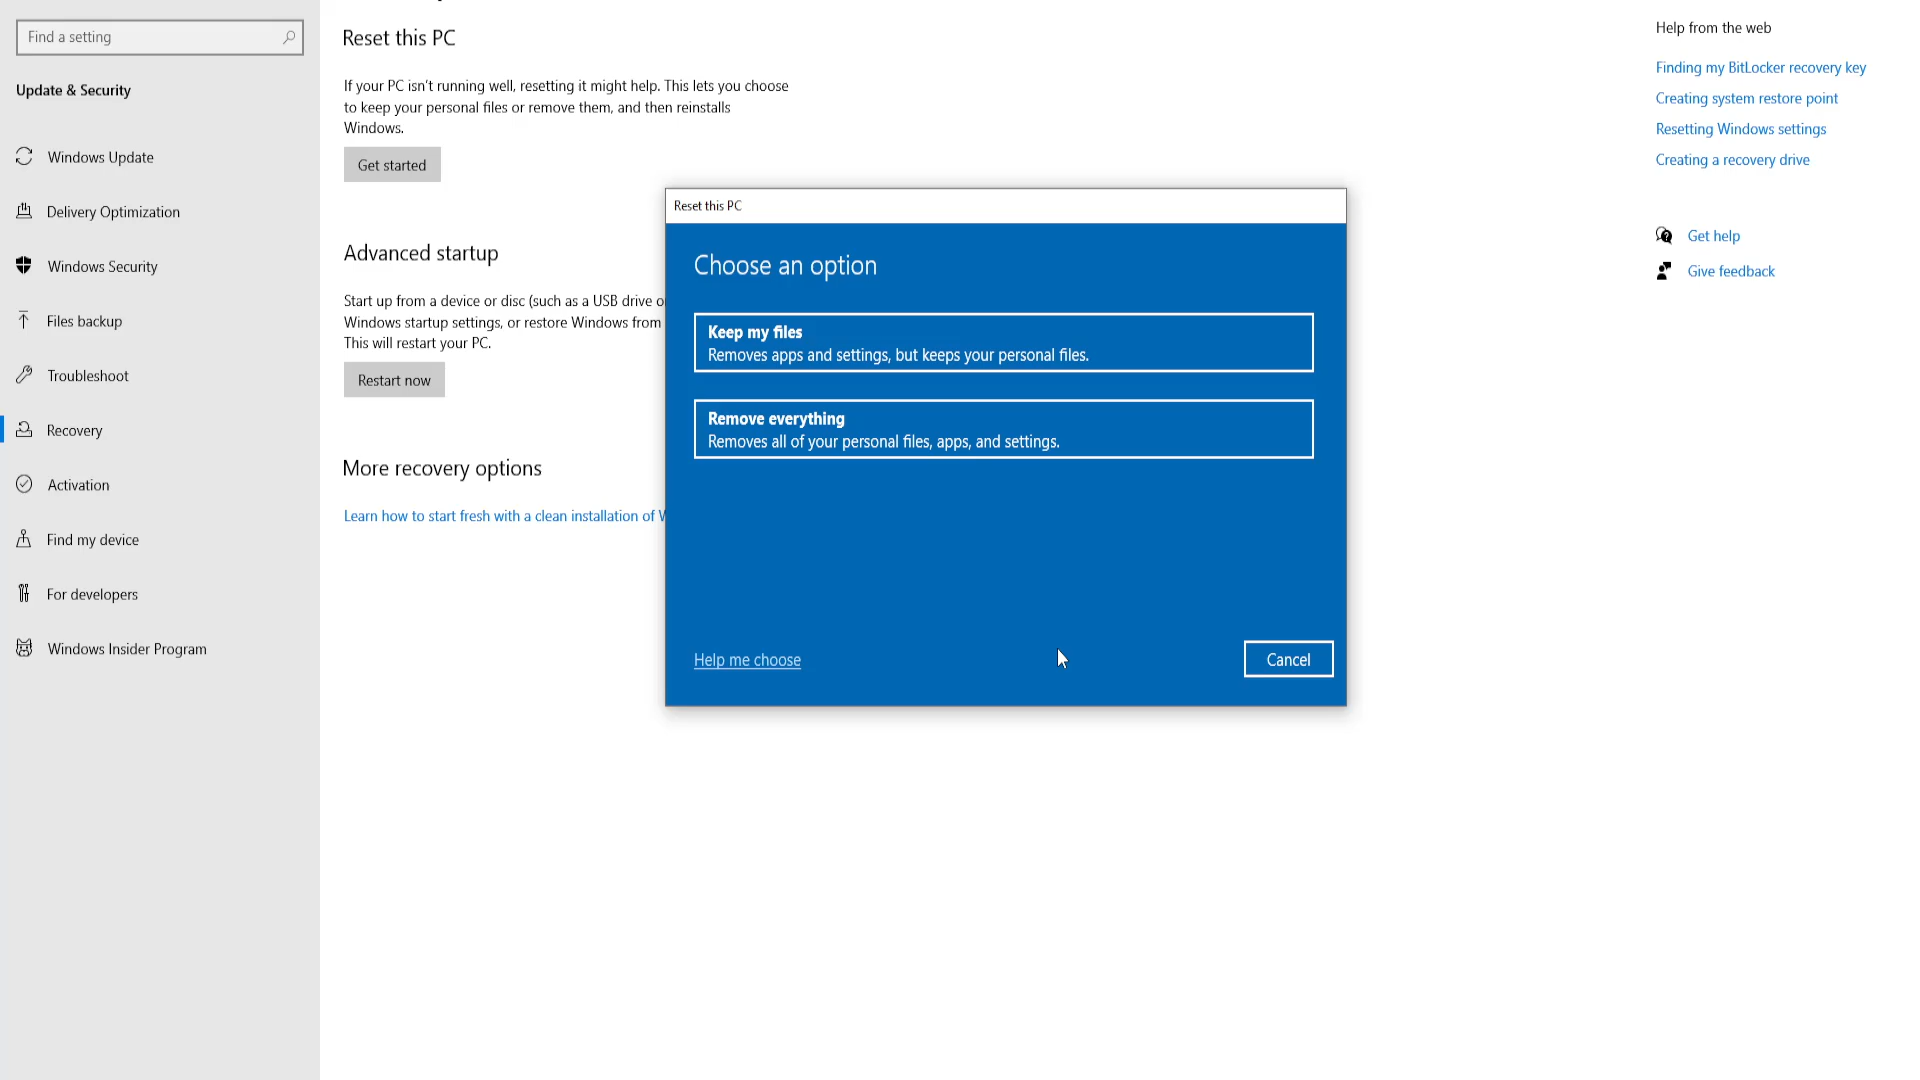 Find a setting
Update & Security
Windows Update
Delivery Optimization
Windows Security
Files backup
Troubleshoot
Recovery
Activation
Find my device
For developers
Windows Insider Program
Reset this PC
If your PC isn't running well, resetting it might help. This lets you choose
to keep your personal files or remove them, and then reinstalls
Windows.
Get started
Advanced startup
Start up from a device or disc (such as a USB drive
Windows startup settings, or restore Windows from
This will restart your PC.
Restart now
More recovery options
Learn how to start fresh with a clean installation of
Reset this PC
Choose an option
Keep my files
Removes apps and settings, but keeps your personal files.
Remove everything
Removes all of your personal files, apps, and settings.
Help me choose
Cancel
Help from the web
Finding my BitLocker recovery key
Creating system restore point
Resetting Windows settings
Creating a recovery drive
Get help
Give feedback